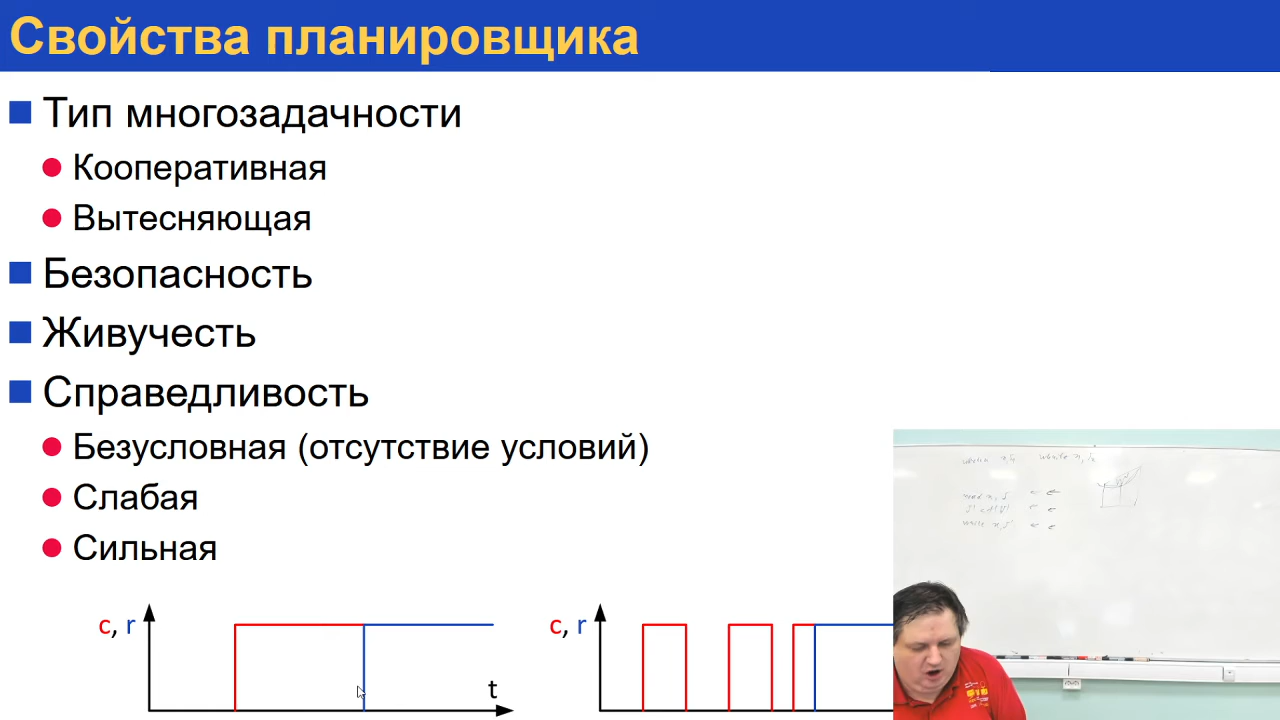 Свойства планировщика
Тип многозадачности
Кооперативная
Вытесняющая
Безопасность
Живучесть
Справедливость
Безусловная (отсутствие условий)
Слабая
Сильная
c, r
t
c, r